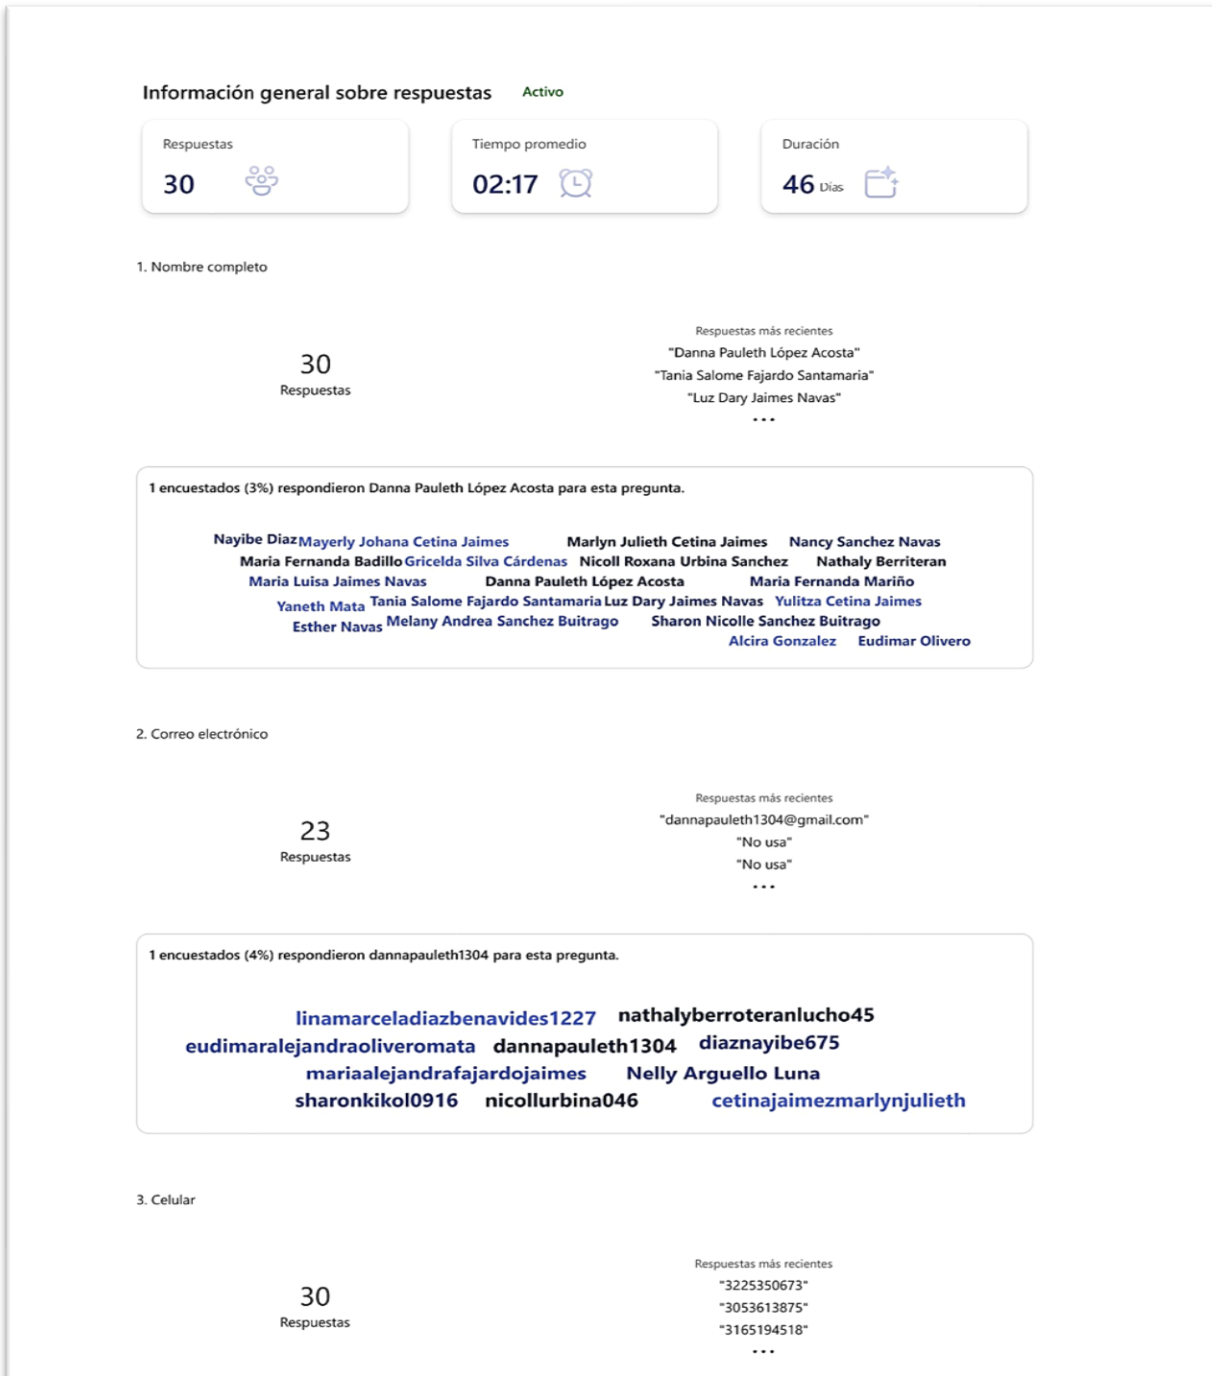 Información general sobre respuestas Activo
Respuestas Tiempo promedio Duración
30 02:17 46 Días
1. Nombre completo
Respuestas más recientes
30 "Danna Pauleth López Acosta"
Respuestas "Tania Salome Fajardo Santamaria"
"Luz Dary Jaimes Navas"
...
1 encuestados (3%) respondieron Danna Pauleth López Acosta para esta pregunta.
Nayibe Diaz Mayerly Johana Cetina Jaimes Marlyn Julieth Cetina Jaimes Nancy Sanchez Navas
Maria Fernanda Badillo Gricelda Silva Cárdenas Nicoll Roxana Urbina Sanchez Nathaly Berriteran
Maria Luisa Jaimes Navas Danna Pauleth López Acosta Maria Fernanda Mariño
Yaneth Mata Tania Salome Fajardo Santamaria Luz Dary Jaimes Navas Yulitza Cetina Jaimes
Esther Navas Melany Andrea Sanchez Buitrago Sharon Nicolle Sanchez Buitrago
Alcira Gonzalez Eudimar Olivero
2. Correo electrónico
Respuestas más recientes
23 "dannapauleth1304@gmail.com"
Respuestas "No usa"
"No usa"
...
1 encuestados (4%) respondieron dannapauleth1304 para esta pregunta.
linamarceladiazbenavides1227 nathalyberroteranlucho45
eudimaralejandraoliveromata dannapauleth1304 diaznayibe675
mariaalejandrafajardojaimes Nelly Arguello Luna
sharonkikol0916 nicollurbina046 cetinajaimezmarlynjulieth
3. Celular
Respuestas más recientes
30 "3225350673"
Respuestas "3053613875"
"3165194518"
...